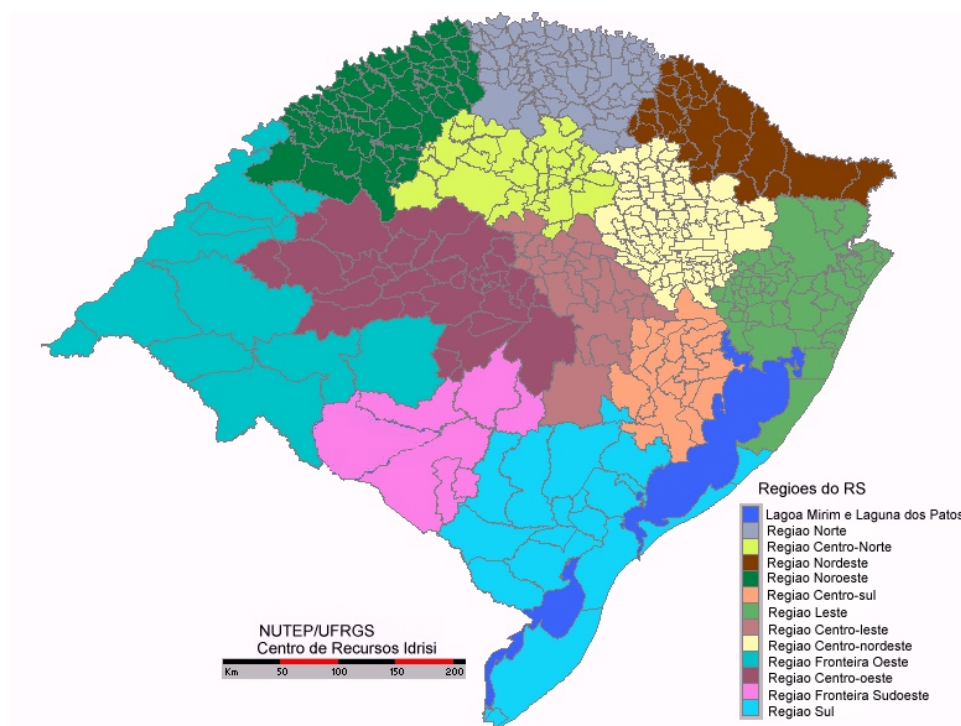 Regioes do RS
Lagoa Mirim e Laguna dos Patos
Regiao Norte
Regiao Centro-Norte
Regiao Nordeste
Regiao Noroeste
Regiao Centro-sul
Regiao Leste
Regiao Centro-leste
Regiao Centro-nordeste
Regiao Fronteira Oeste
Regiao Centro-oeste
Regiao Fronteira Sudoeste
Regiao Sul
NUTEP/UFRGS
Centro de Recursos Idrisi
Km 50 100 150 200